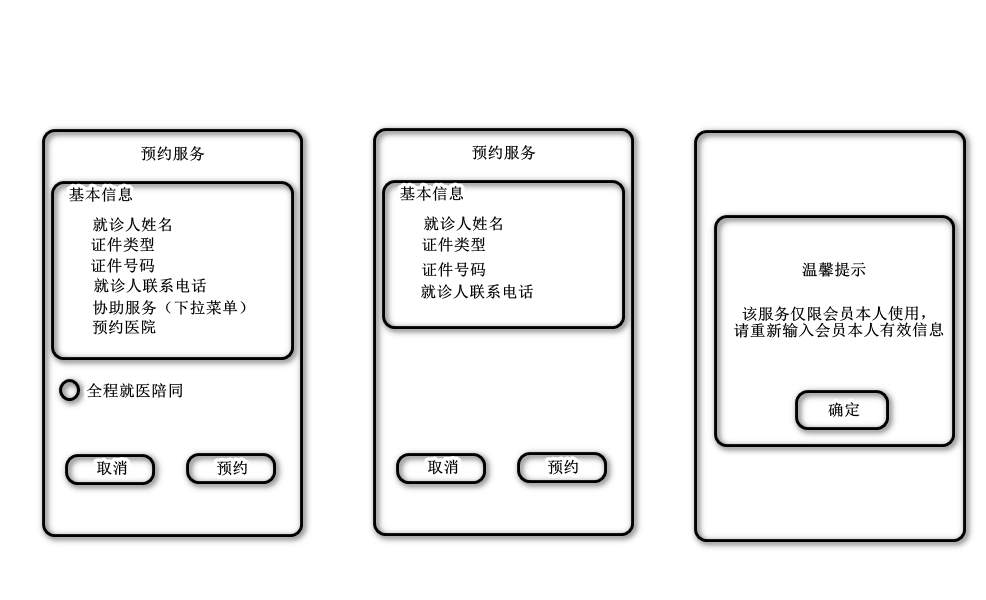 预约服务
基本信息
就诊人姓名
证件类型
证件号码
就诊人联系电话
协助服务（下拉菜单）
预约医院
全程就医陪同
取消
预约
预约服务
基本信息
就诊人姓名
证件类型
证件号码
就诊人联系电话
取消
预约
温馨提示
该服务仅限会员本人使用，
请重新输入会员本人有效信息
确定